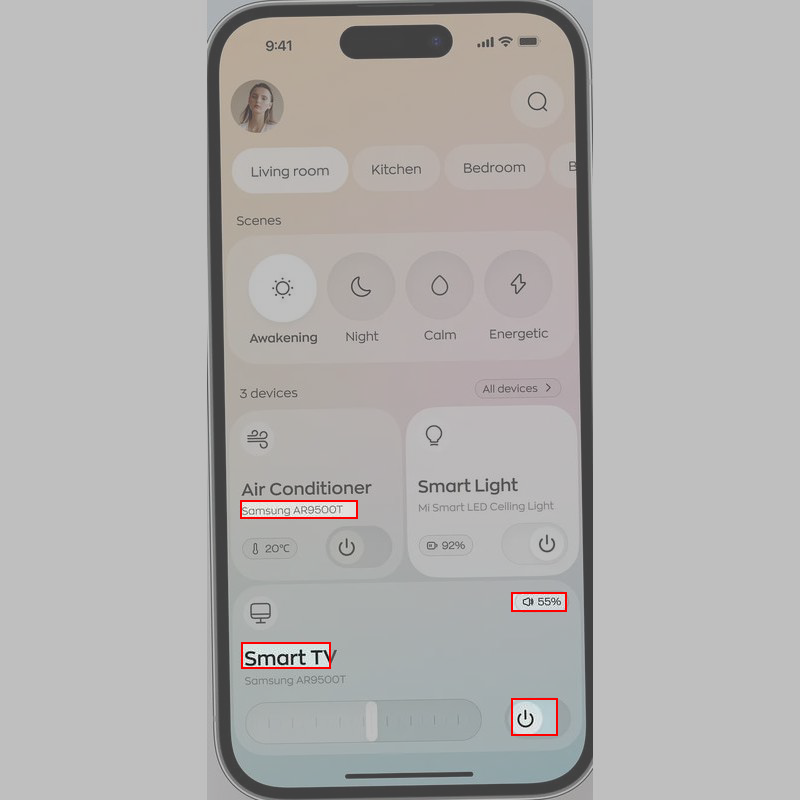 9:41
Living room Kitchen Bedroom B
Scenes
Awakening Night Calm Energetic
3 devices All devices
Air Conditioner
Samsung AR9500T
20°C
Smart Light
Mi Smart LED Ceiling Light
92%
55%
Smart TV
Samsung AR9500T